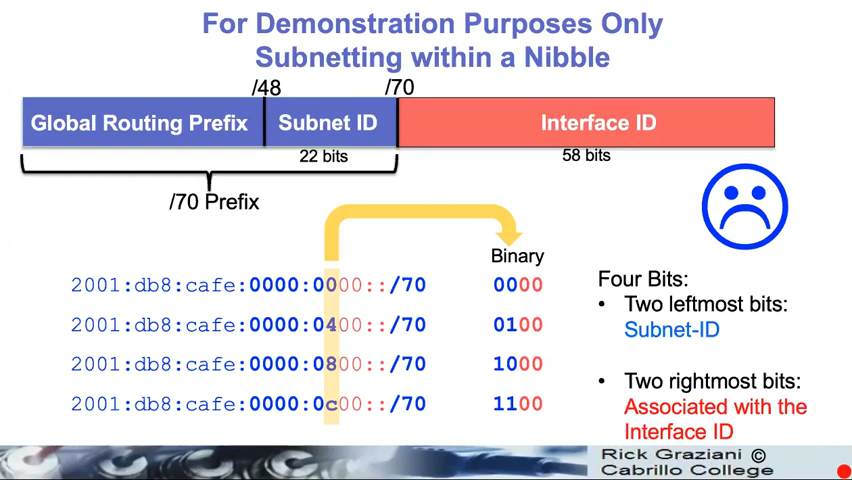 For Demonstration Purposes Only
Subnetting within a Nibble
/48
/70
Global Routing Prefix
Subnet ID
Interface ID
22 bits
58 bits
/70 Prefix
Binary
2001:db8:cafe:0000:0000::/70
0000
2001:db8:cafe:0000:0400::/70
0100
2001:db8:cafe:0000:0800::/70
1000
2001:db8:cafe:0000:0c00::/70
1100
Four Bits:
• Two leftmost bits:
Subnet-ID
• Two rightmost bits:
Associated with the
Interface ID
Rick Graziani ©
Cabrillo College